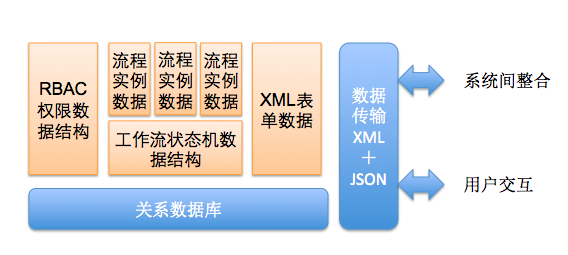 RBAC
权限数
据结构
流程
实例
数据
流程
实例
数据
流程
实例
数据
工作流状态机数
据结构
XML表
单数据
关系数据库
数据
传输
XML
＋
JSON
系统间整合
用户交互